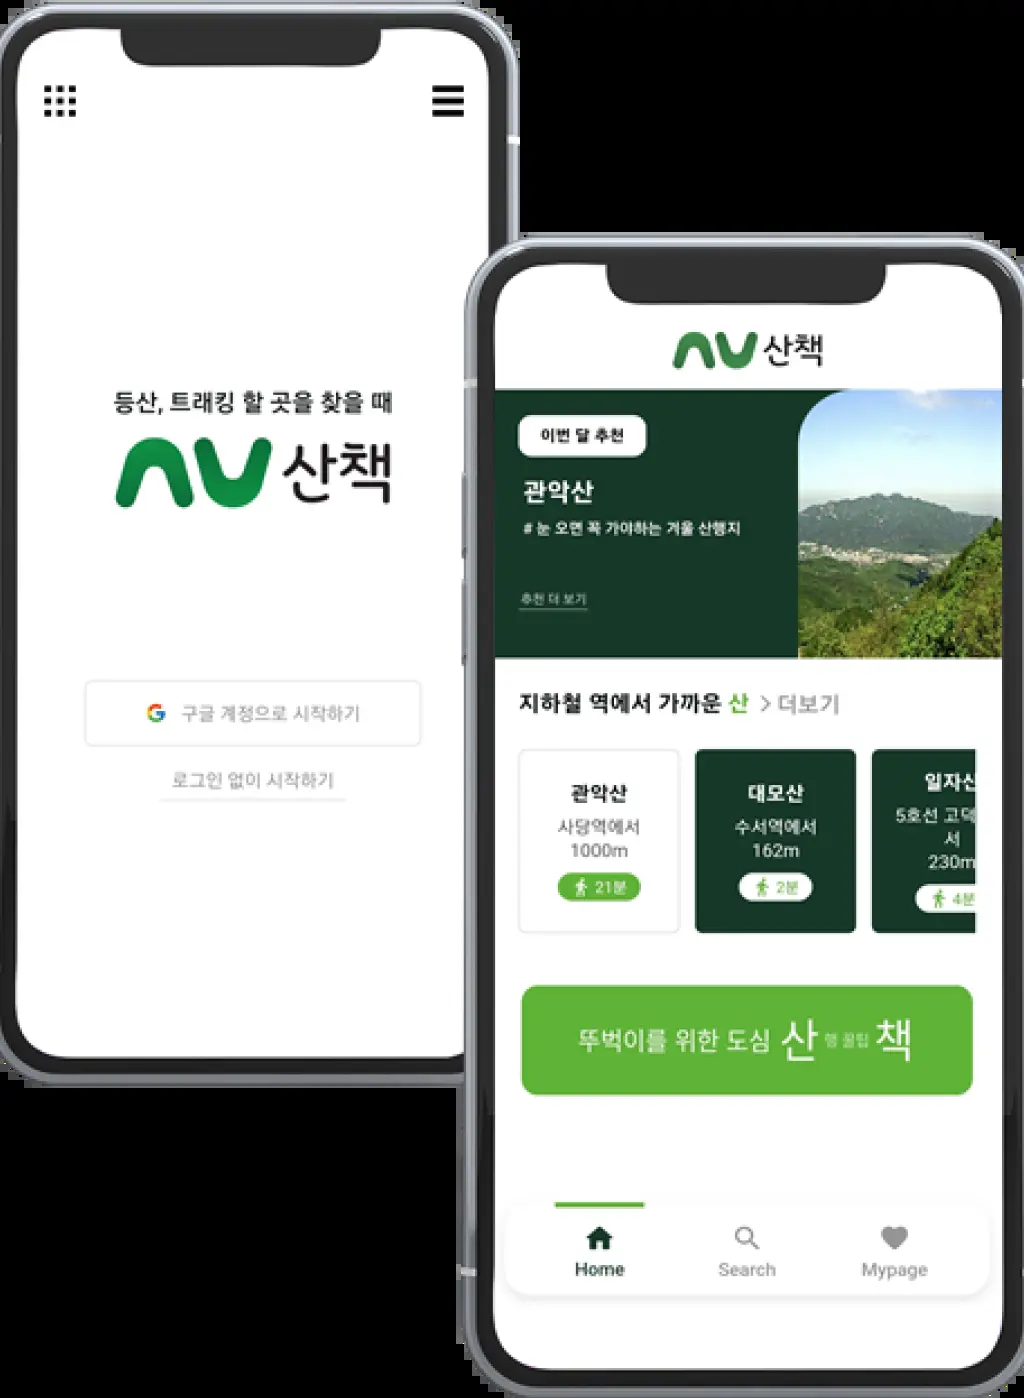 등산, 트래킹 할 곳을 찾을 때
산책
구글 계정으로 시작하기
로그인 없이 시작하기
산책
이번 달 추천
관악산
# 눈 오면 꼭 가야하는 겨울 산행지
추천 더 보기
지하철 역에서 가까운 산 > 더보기
관악산
사당역에서
1000m
21분
대모산
수서역에서
162m
2분
일자산
5호선 고덕
서
230m
4분
뚜벅이를 위한 도심 산 행 꿀팁 책
Home
Search
Mypage